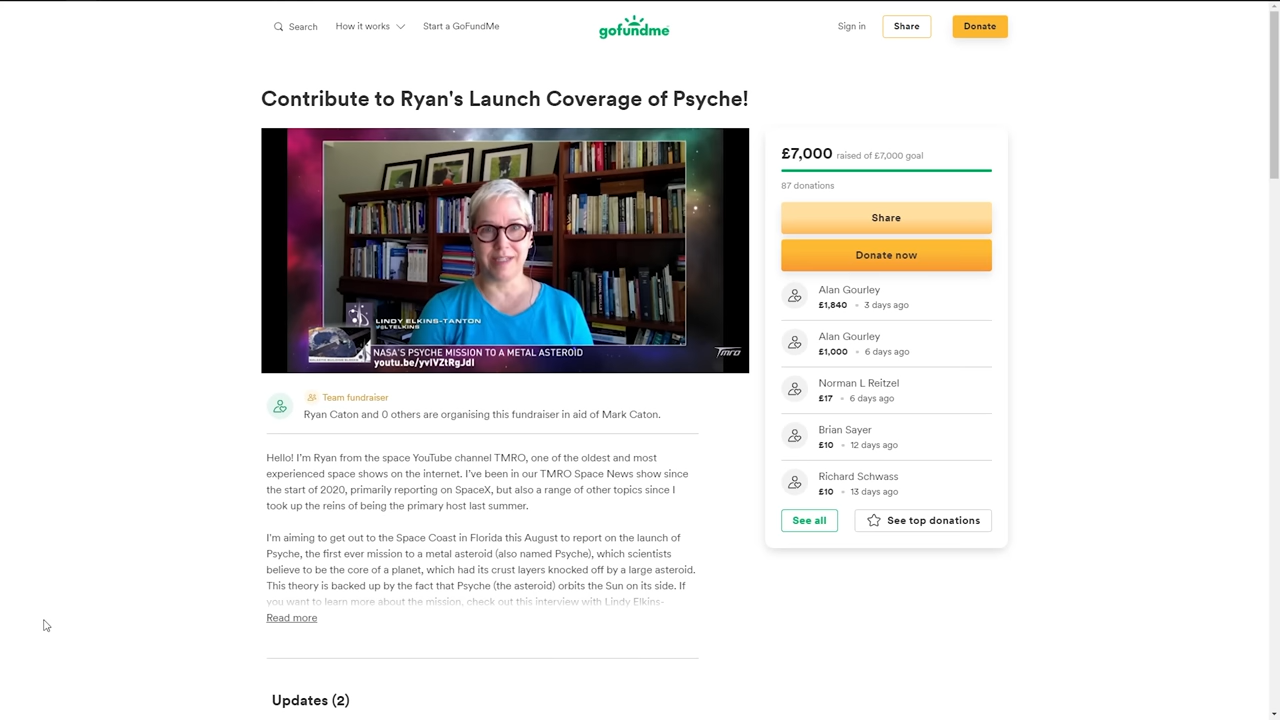 Search
How it works
Start a GoFundMe
gofundme
Sign in
Share
Donate
Contribute to Ryan's Launch Coverage of Psyche!
LINDY ELKINS-TANTON
@LTELKINS
NASA'S PSYCHE MISSION TO A METAL ASTEROID
youtu.be/yvIVZtRgJdI
TMRO
Team fundraiser
Ryan Caton and 0 others are organising this fundraiser in aid of Mark Caton.
Hello! I'm Ryan from the space YouTube channel TMRO, one of the oldest and most
experienced space shows on the internet. I've been in our TMRO Space News show since
the start of 2020, primarily reporting on SpaceX, but also a range of other topics since I
took up the reins of being the primary host last summer.
I'm aiming to get out to the Space Coast in Florida this August to report on the launch of
Psyche, the first ever mission to a metal asteroid (also named Psyche), which scientists
believe to be the core of a planet, which had its crust layers knocked off by a large asteroid.
This theory is backed up by the fact that Psyche (the asteroid) orbits the Sun on its side. If
you want to learn more about the mission, check out this interview with Lindy Elkins-
Read more
Updates (2)
£7,000 raised of £7,000 goal
87 donations
Share
Donate now
Alan Gourley
£1,840 • 3 days ago
Alan Gourley
£1,000 • 6 days ago
Norman L Reitzel
£17 • 6 days ago
Brian Sayer
£10 • 12 days ago
Richard Schwass
£10 • 13 days ago
See all
See top donations